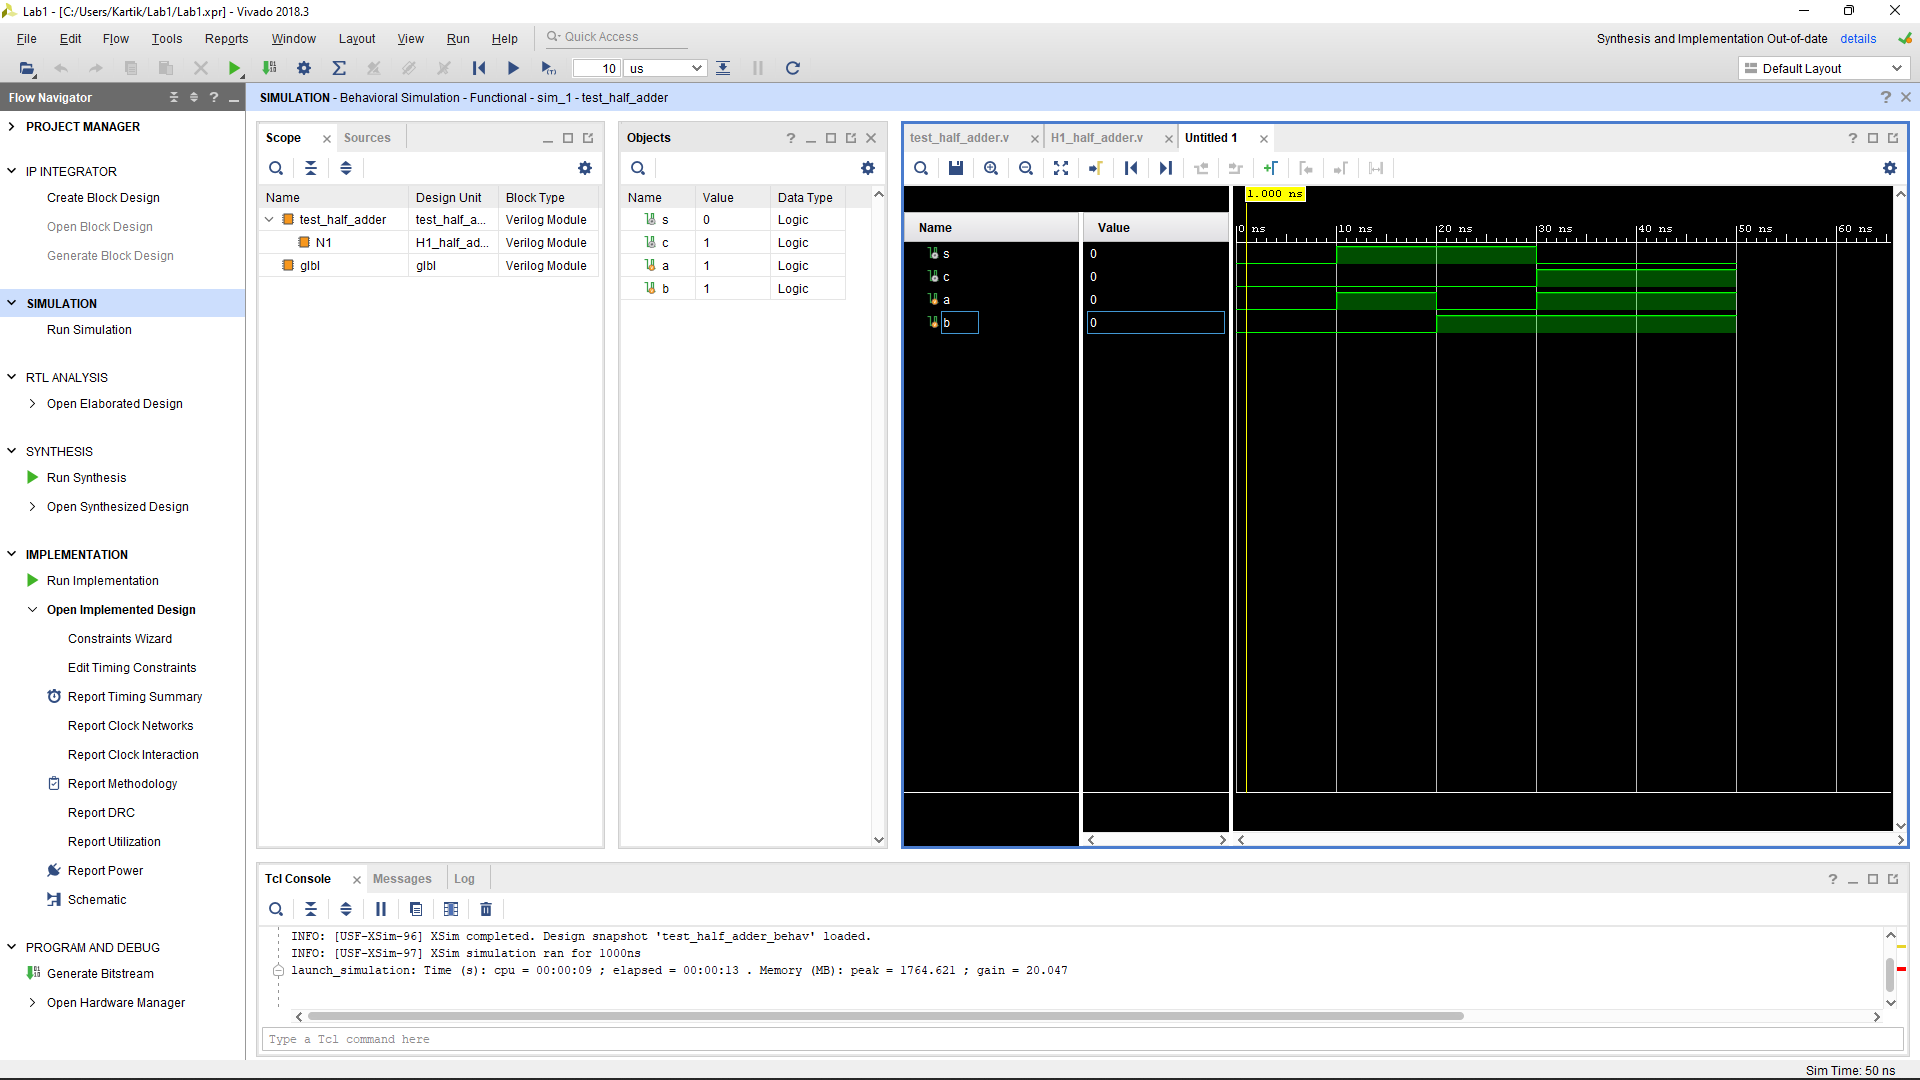 Lab1 - [C:/Users/Kartik/Lab1/Lab1.xpr] - Vivado 2018.3
File Edit Flow Tools Reports Window Layout View Run Help Quick Access
Synthesis and Implementation Out-of-date details
10 us
Default Layout
Flow Navigator
SIMULATION - Behavioral Simulation - Functional - sim_1 - test_half_adder
PROJECT MANAGER
IP INTEGRATOR
Create Block Design
Open Block Design
Generate Block Design
SIMULATION
Run Simulation
RTL ANALYSIS
Open Elaborated Design
SYNTHESIS
Run Synthesis
Open Synthesized Design
IMPLEMENTATION
Run Implementation
Open Implemented Design
Constraints Wizard
Edit Timing Constraints
Report Timing Summary
Report Clock Networks
Report Clock Interaction
Report Methodology
Report DRC
Report Utilization
Report Power
Schematic
PROGRAM AND DEBUG
Generate Bitstream
Open Hardware Manager
Scope Sources
Name Design Unit Block Type
test_half_adder test_half_a... Verilog Module
N1 H1_half_ad... Verilog Module
glbl glbl Verilog Module
Objects
Name Value Data Type
s 0 Logic
c 1 Logic
a 1 Logic
b 1 Logic
test_half_adder.v H1_half_adder.v Untitled 1
1.000 ns
Name Value
0 ns 10 ns 20 ns 30 ns 40 ns 50 ns 60 ns
s 0
c 0
a 0
b 0
Tcl Console Messages Log
INFO: [USF-XSim-96] XSim completed. Design snapshot 'test_half_adder_behav' loaded.
INFO: [USF-XSim-97] XSim simulation ran for 1000ns
launch_simulation: Time (s): cpu = 00:00:09 ; elapsed = 00:00:13 . Memory (MB): peak = 1764.621 ; gain = 20.047
Type a Tcl command here
Sim Time: 50 ns